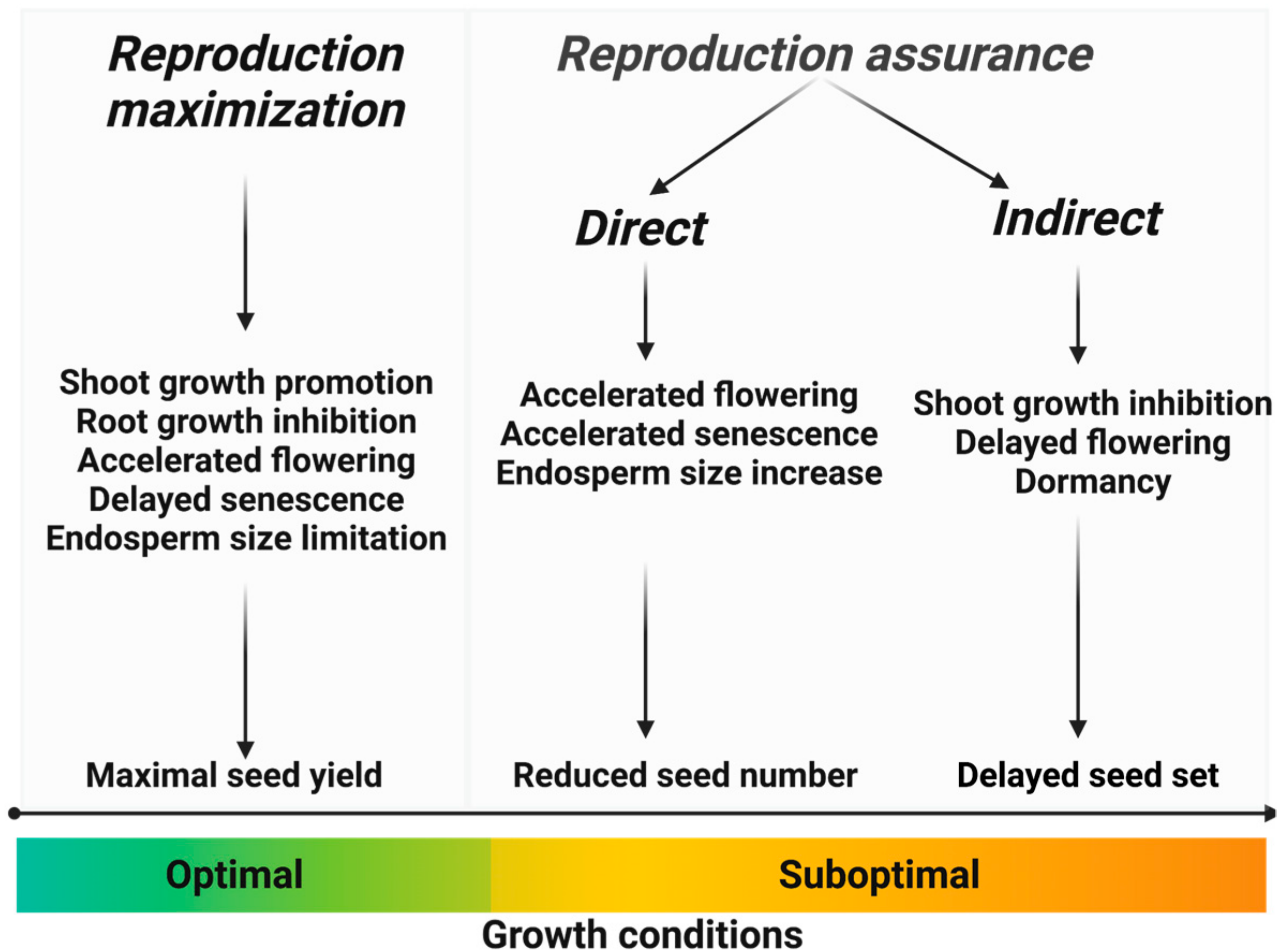 Reproduction
maximization
Shoot growth promotion
Root growth inhibition
Accelerated flowering
Delayed senescence
Endosperm size limitation
Maximal seed yield
Reproduction assurance
Direct
Accelerated flowering
Accelerated senescence
Endosperm size increase
Reduced seed number
Indirect
Shoot growth inhibition
Delayed flowering
Dormancy
Delayed seed set
Optimal
Suboptimal
Growth conditions